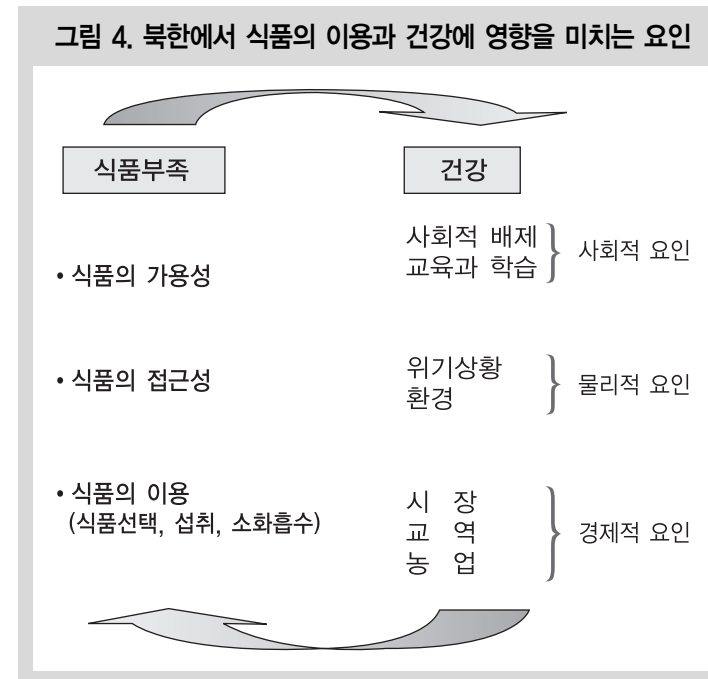 그림 4. 북한에서 식품의 이용과 건강에 영향을 미치는 요인
식품부족
건강
• 식품의 가용성
사회적 배제
교육과 학습
사회적 요인
• 식품의 접근성
위기상황
환경
물리적 요인
• 식품의 이용
(식품선택, 섭취, 소화흡수)
시 장
교 역
농 업
경제적 요인